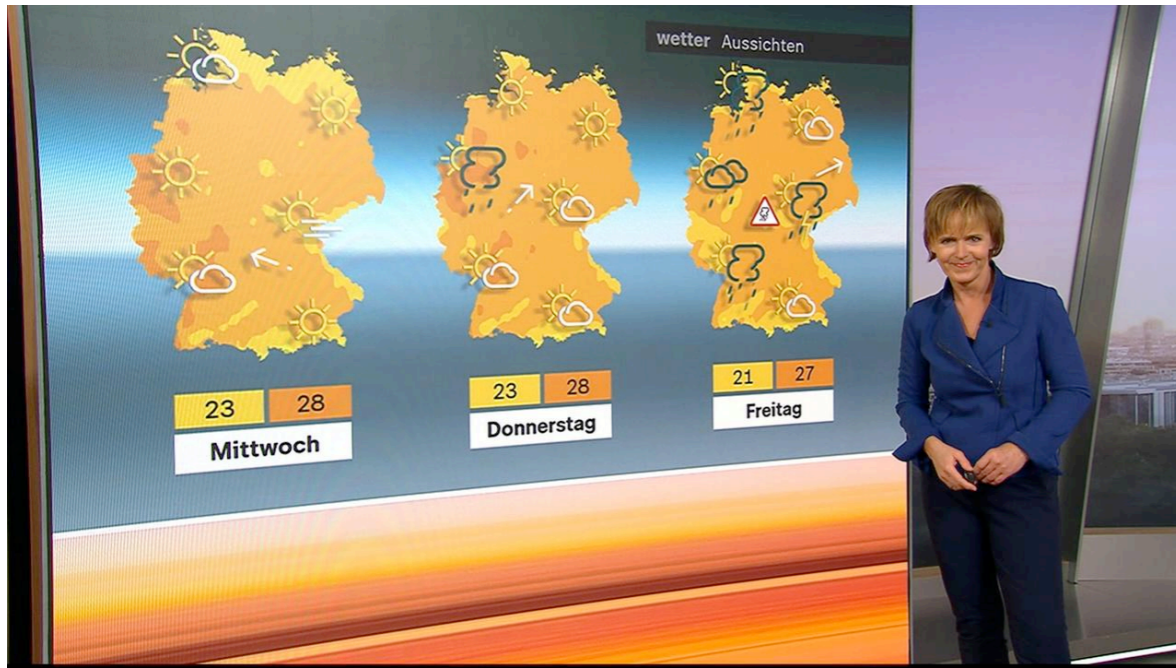 wetter Aussichten
23 28
Mittwoch
23 28
Donnerstag
21 27
Freitag